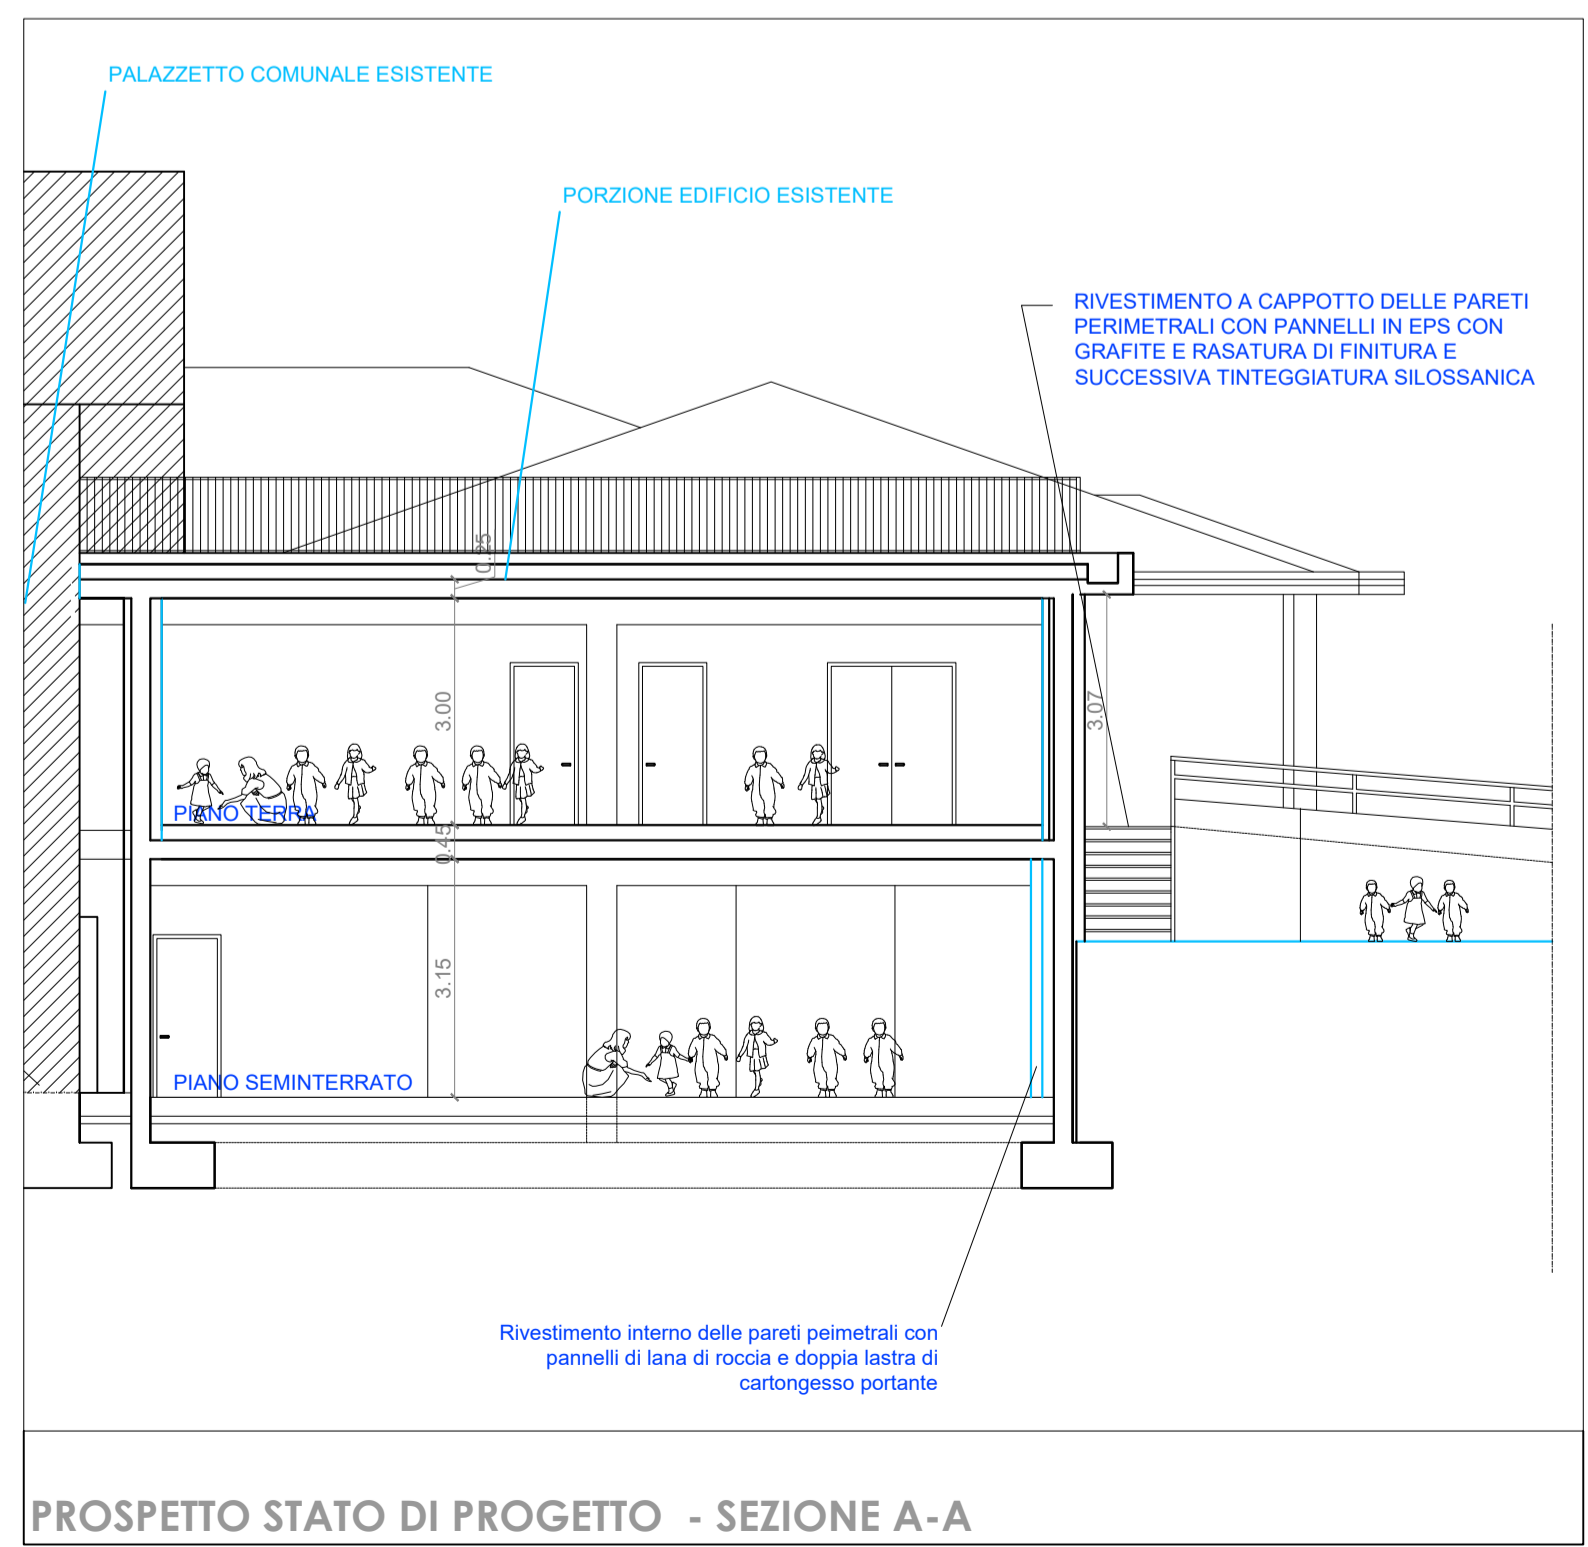 PALAZZETTO COMUNALE ESISTENTE
PORZIONE EDIFICIO ESISTENTE
RIVESTIMENTO A CAPPOTTO DELLE PARETI
PERIMETRALI CON PANNELLI IN EPS CON
GRAFITE E RASATURA DI FINITURA E
SUCCESSIVA TINTEGGIATURA SILOSSANICA
0.25
3.00
3.07
PIANO TERRA
0.45
3.15
PIANO SEMINTERRATO
Rivestimento interno delle pareti peimetrali con
pannelli di lana di roccia e doppia lastra di
cartongesso portante
PROSPETTO STATO DI PROGETTO - SEZIONE A-A